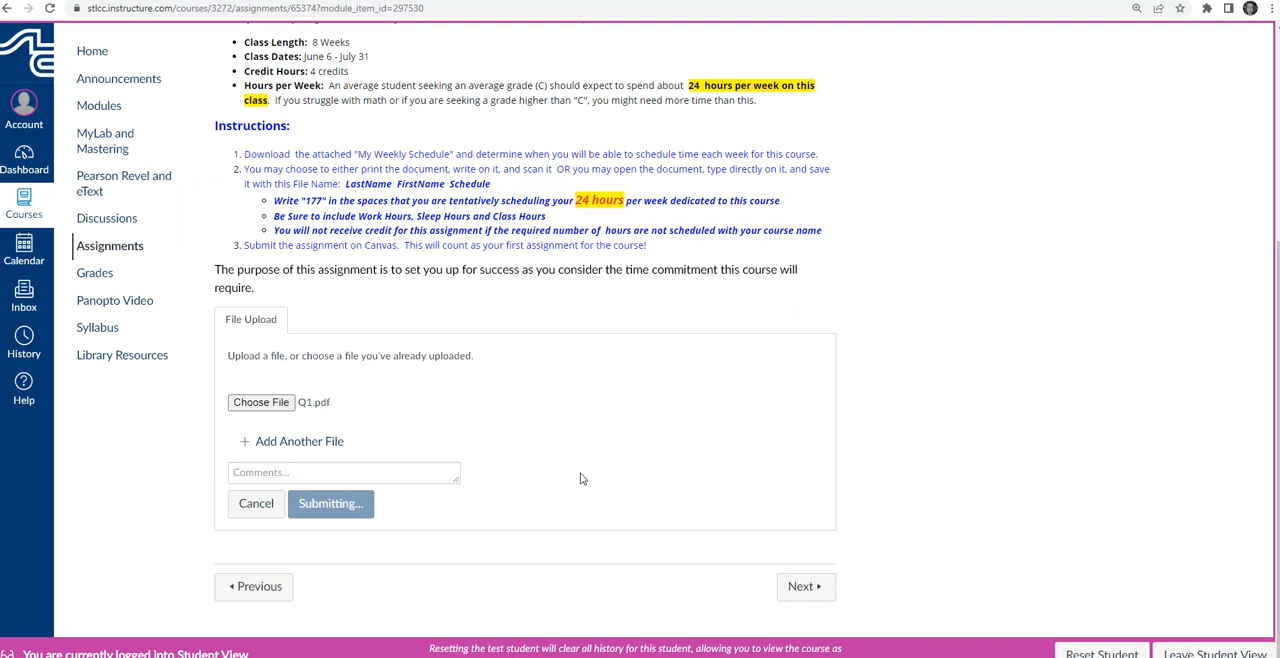 stlcc.instructure.com/courses/3272/assignments/65374?module_item_id=297530
Account
Dashboard
Courses
Calendar
Inbox
History
Help
Home
Announcements
Modules
MyLab and
Mastering
Pearson Revel and
eText
Discussions
Assignments
Grades
Panopto Video
Syllabus
Library Resources
Class Length: 8 Weeks
Class Dates: June 6 - July 31
Credit Hours: 4 credits
Hours per Week: An average student seeking an average grade (C) should expect to spend about 24 hours per week on this
class. If you struggle with math or if you are seeking a grade higher than "C", you might need more time than this.
Instructions:
1. Download the attached "My Weekly Schedule" and determine when you will be able to schedule time each week for this course.
2. You may choose to either print the document, write on it, and scan it OR you may open the document, type directly on it, and save
it with this File Name: LastName FirstName Schedule
Write "177" in the spaces that you are tentatively scheduling your 24 hours per week dedicated to this course
Be Sure to include Work Hours, Sleep Hours and Class Hours
You will not receive credit for this assignment if the required number of hours are not scheduled with your course name
3. Submit the assignment on Canvas. This will count as your first assignment for the course!
The purpose of this assignment is to set you up for success as you consider the time commitment this course will
require.
File Upload
Upload a file, or choose a file you've already uploaded.
Choose File Q1.pdf
+ Add Another File
Comments...
Cancel Submitting...
Previous Next
You are currently logged into Student View
Resetting the test student will clear all history for this student, allowing you to view the course as
Reset Student Leave Student View